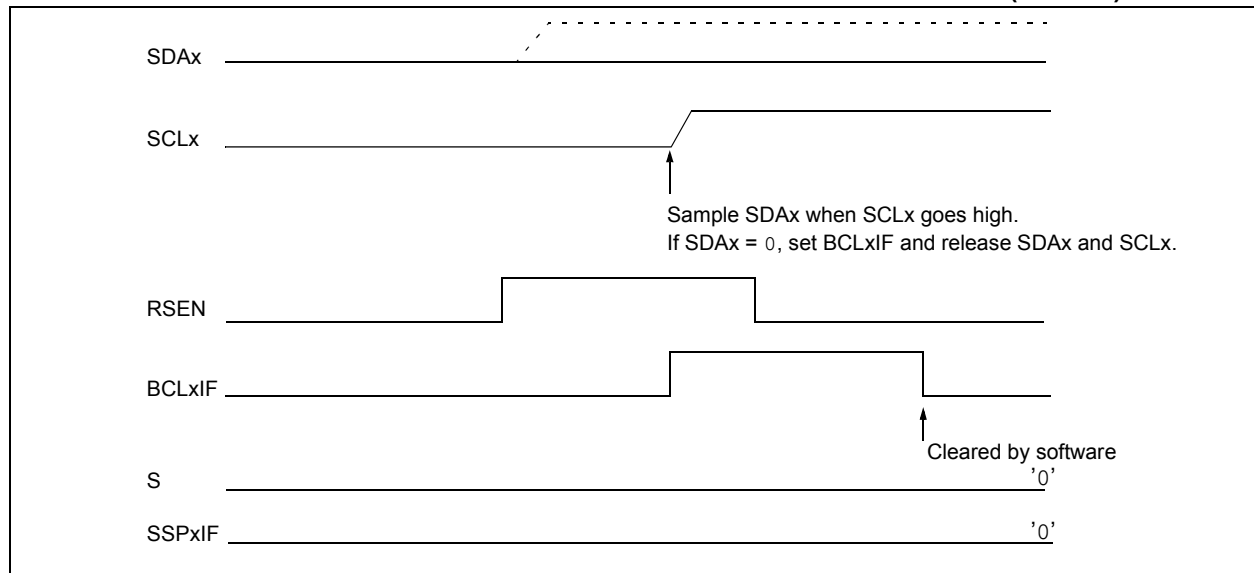 SDAx
SCLx
Sample SDAx when SCLx goes high.
If SDAx = 0, set BCLxIF and release SDAx and SCLx.
RSEN
BCLxIF
Cleared by software
S
'0'
SSPxIF
'0'